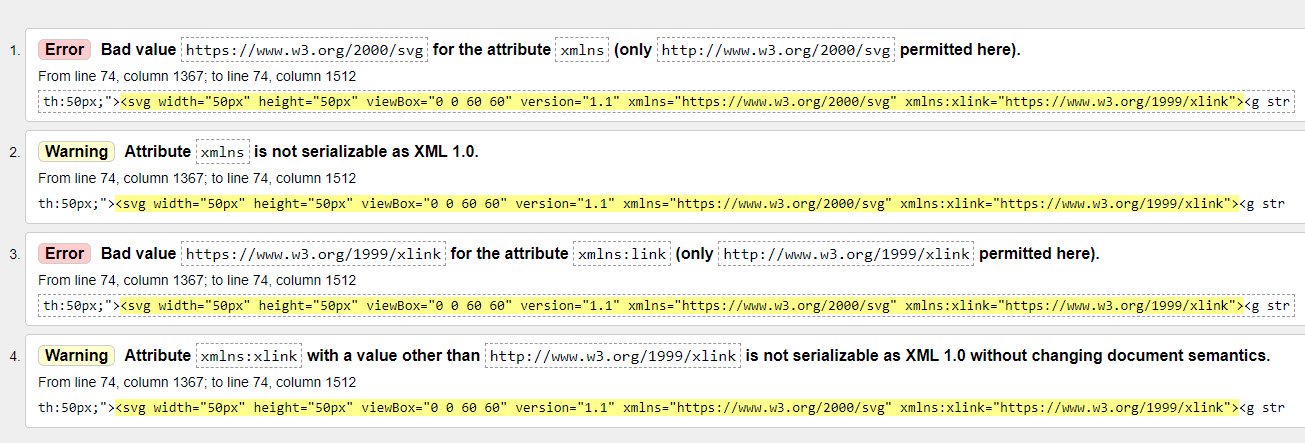 1. Error Bad value https://www.w3.org/2000/svg for the attribute xmlns (only http://www.w3.org/2000/svg permitted here).
From line 74, column 1367; to line 74, column 1512
th:50px;"><svg width="50px" height="50px" viewBox="0 0 60 60" version="1.1" xmlns="https://www.w3.org/2000/svg" xmlns:xlink="https://www.w3.org/1999/xlink"><g str
2. Warning Attribute xmlns is not serializable as XML 1.0.
From line 74, column 1367; to line 74, column 1512
th:50px;"><svg width="50px" height="50px" viewBox="0 0 60 60" version="1.1" xmlns="https://www.w3.org/2000/svg" xmlns:xlink="https://www.w3.org/1999/xlink"><g str
3. Error Bad value https://www.w3.org/1999/xlink for the attribute xmlns:link (only http://www.w3.org/1999/xlink permitted here).
From line 74, column 1367; to line 74, column 1512
th:50px;"><svg width="50px" height="50px" viewBox="0 0 60 60" version="1.1" xmlns="https://www.w3.org/2000/svg" xmlns:xlink="https://www.w3.org/1999/xlink"><g str
4. Warning Attribute xmlns:xlink with a value other than http://www.w3.org/1999/xlink is not serializable as XML 1.0 without changing document semantics.
From line 74, column 1367; to line 74, column 1512
th:50px;"><svg width="50px" height="50px" viewBox="0 0 60 60" version="1.1" xmlns="https://www.w3.org/2000/svg" xmlns:xlink="https://www.w3.org/1999/xlink"><g str